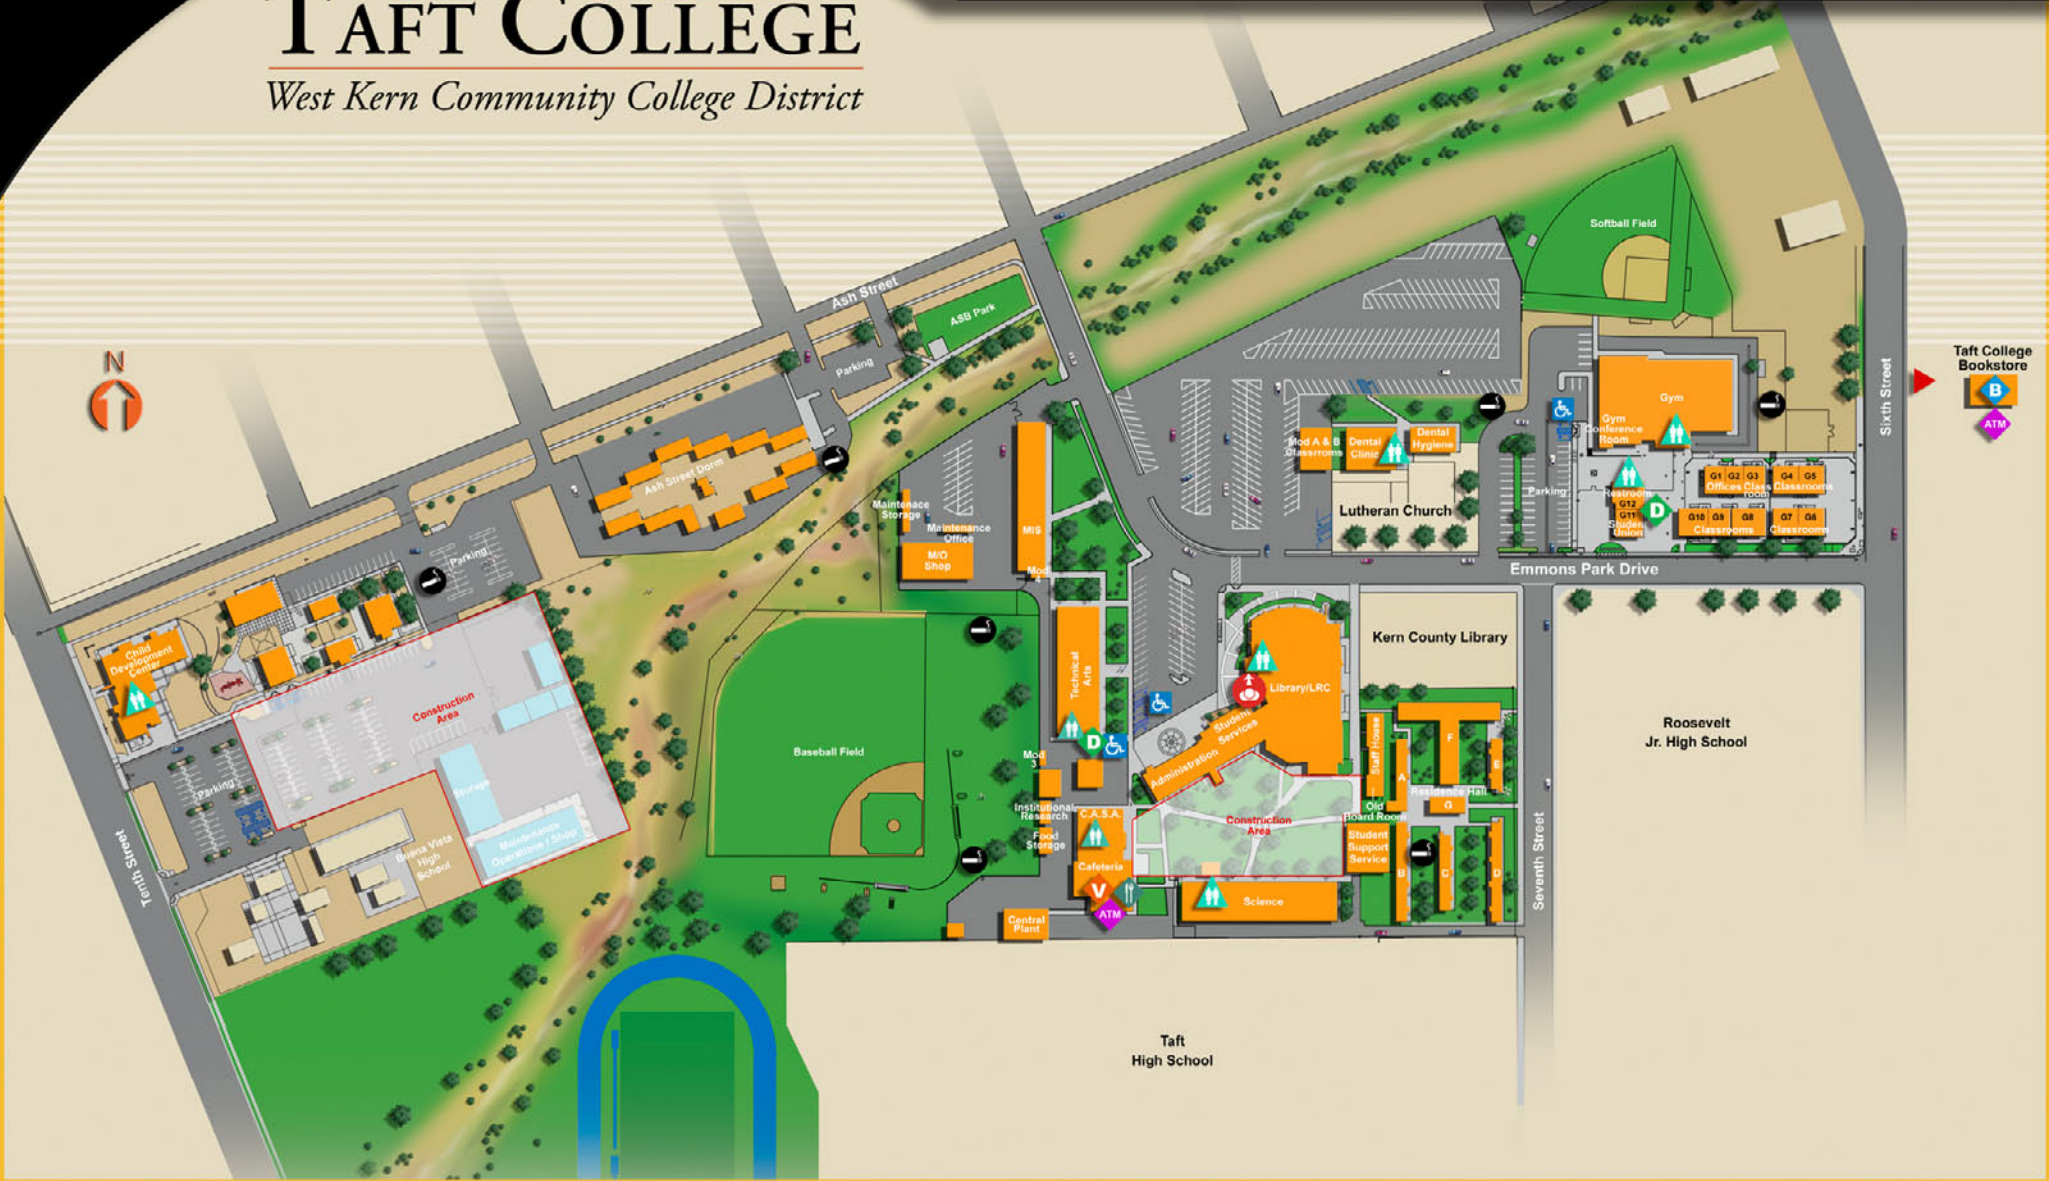 TAFT COLLEGE
West Kern Community College District
N
Ash Street
ASB Park
Parking
Softball Field
Sixth Street
Taft College
Bookstore
B
ATM
Gym
Gym
Conference
Room
Mod A & B
Classrroms
Dental
Clinic
Dental
Hygiene
Lutheran Church
Parking
Restroom
G12
G11
Student
Union
D
G1 G2 G3
G4 G5
Offices Class
room
Classrooms
G10 G9 G8
G7 G6
Classrooms
Classrooms
Emmons Park Drive
Ash Street Dorm
Maintenace
Storage
Maintenance
Office
M/O
Shop
MIS
Mod
4
Parking
Child
Development
Center
Construction
Area
Storage
Maintenance
Operations / Shop
Parking
Buena Vista
High
School
Tenth Street
Baseball Field
Technical
Arts
D
Mod
3
Institutional
Research
Food
Storage
C.A.S.A.
Cafeteria
V
ATM
Central
Plant
Library/LRC
Student
Services
Administration
Construction
Area
Science
Kern County Library
Staff House
Old
Board Room
Student
Support
Service
A
F
E
Residence Hall
G
B
C
D
Seventh Street
Roosevelt
Jr. High School
Taft
High School